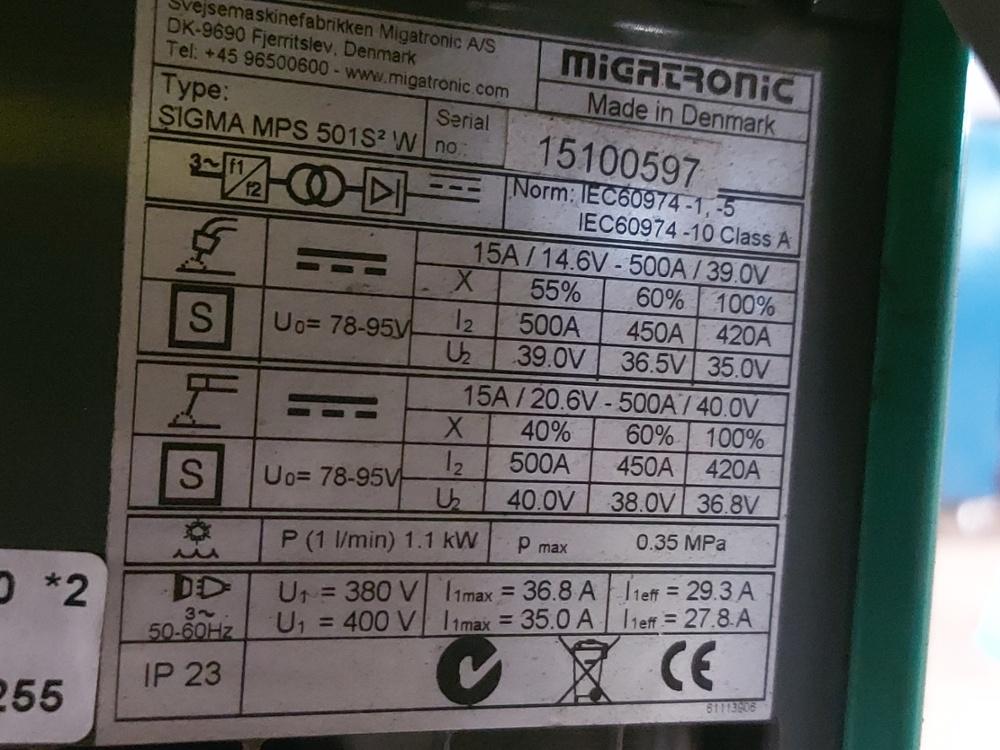 Svejsemaskinefabrikken Migatronic A/S
DK-9690 Fjerritslev, Denmark
Tel: +45 96500600 - www.migatronic.com
MIGATRONIC
Made in Denmark
Type:
SIGMA MPS 501S² W
Serial
no.:
15100597
3~ f1
f2
Norm: IEC60974 -1, -5
IEC60974 -10 Class A
15A / 14.6V - 500A / 39.0V
X 55% 60% 100%
S
U₀= 78-95V
I₂ 500A 450A 420A
U₂ 39.0V 36.5V 35.0V
15A / 20.6V - 500A / 40.0V
X 40% 60% 100%
S
U₀= 78-95V
I₂ 500A 450A 420A
U₂ 40.0V 38.0V 36.8V
P (1 l/min) 1.1 kW
p max 0.35 MPa
3~
50-60Hz
U₁ = 380 V I₁max = 36.8 A I₁eff = 29.3 A
U₁ = 400 V I₁max = 35.0 A I₁eff = 27.8 A
IP 23
CE
61113906
0 *2
255